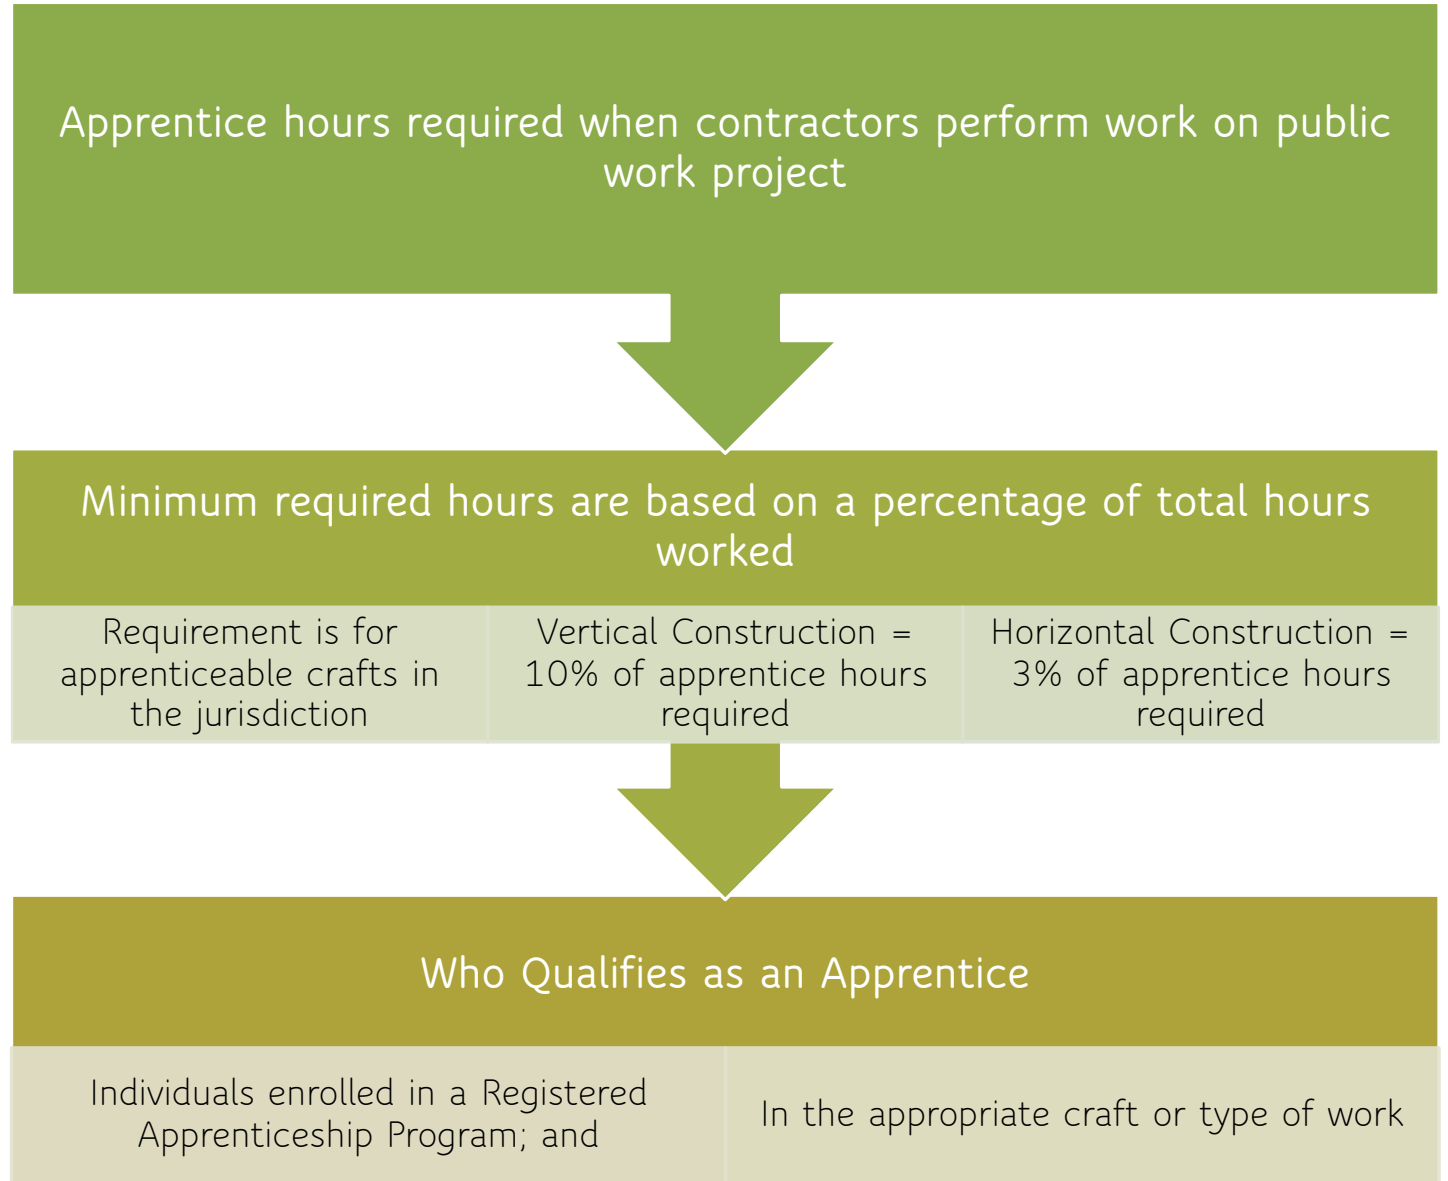 Apprentice hours required when contractors perform work on public
work project
Minimum required hours are based on a percentage of total hours
worked
Requirement is for
apprenticeable crafts in
the jurisdiction
Vertical Construction =
10% of apprentice hours
required
Horizontal Construction =
3% of apprentice hours
required
Who Qualifies as an Apprentice
Individuals enrolled in a Registered
Apprenticeship Program; and
In the appropriate craft or type of work